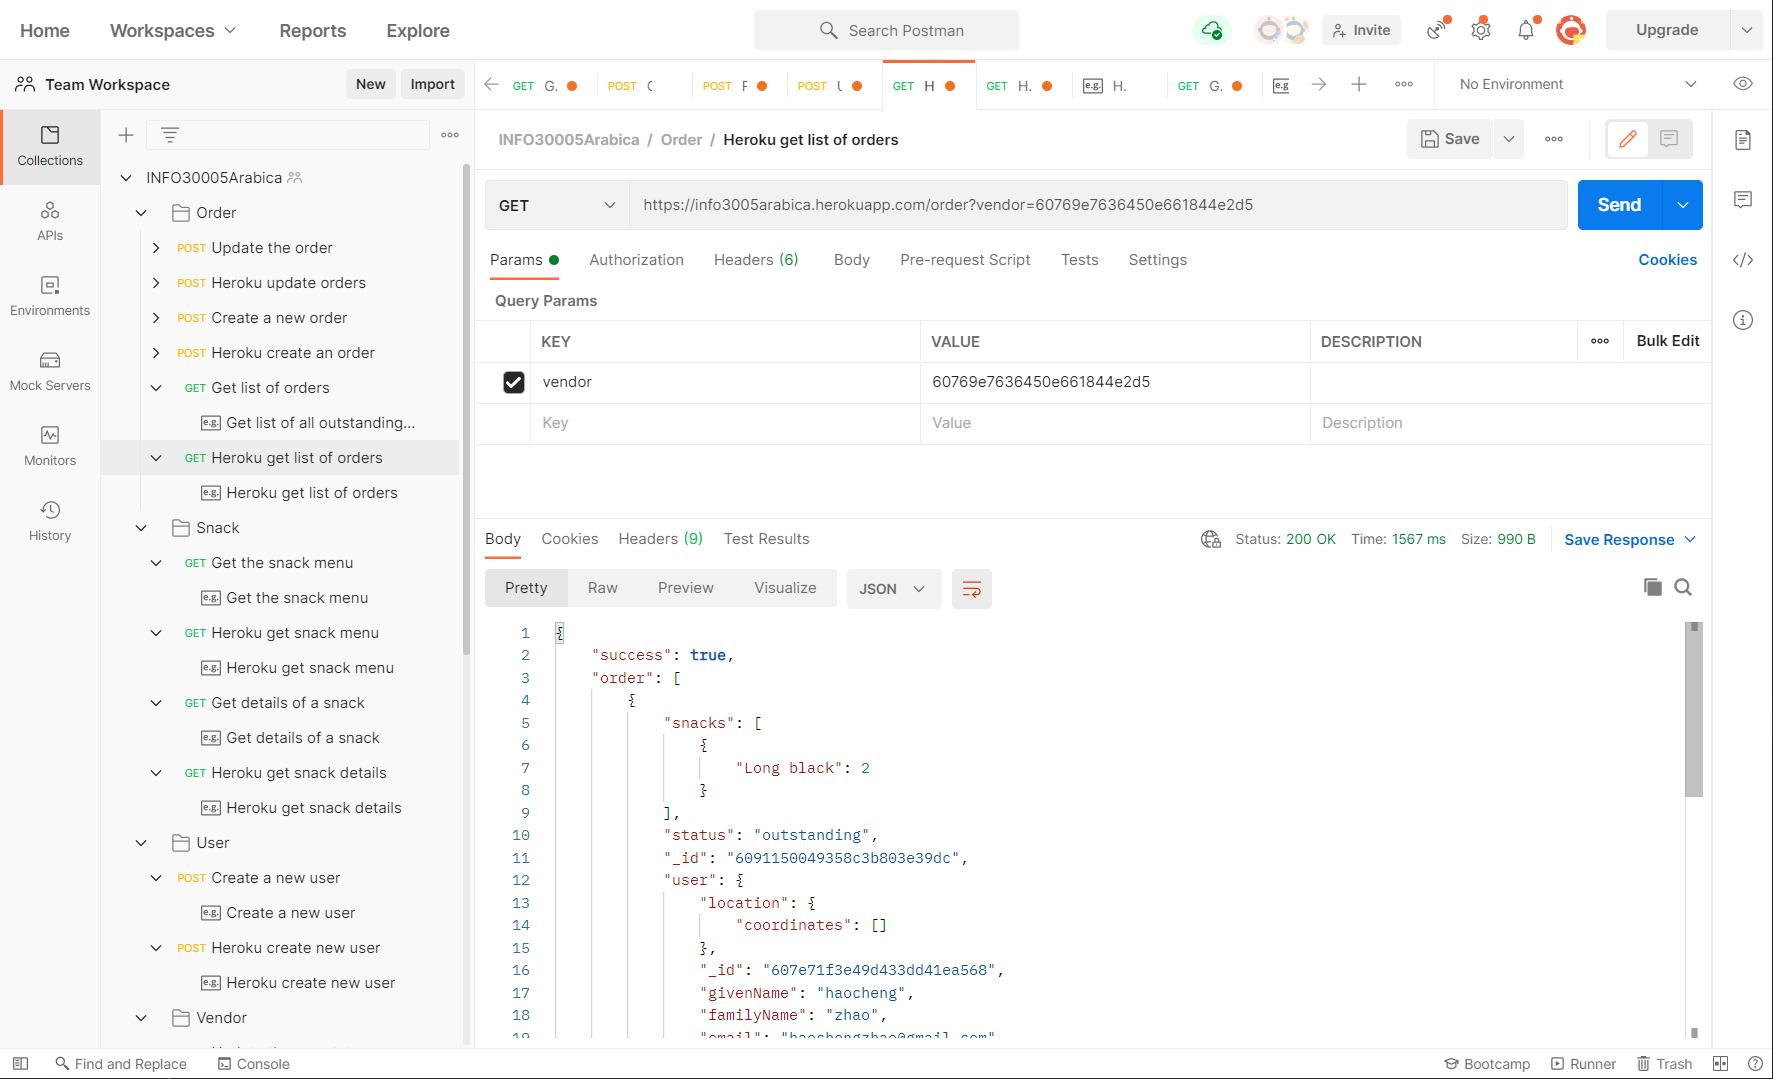 Home Workspaces Reports Explore Search Postman Invite Upgrade
Team Workspace New Import
GET G. POST POST F POST GET H GET H. e.g. H. GET G. e.g No Environment
Collections
APIs
Environments
Mock Servers
Monitors
History
INFO30005Arabica
Order
POST Update the order
POST Heroku update orders
POST Create a new order
POST Heroku create an order
GET Get list of orders
e.g. Get list of all outstanding...
GET Heroku get list of orders
e.g. Heroku get list of orders
Snack
GET Get the snack menu
e.g. Get the snack menu
GET Heroku get snack menu
e.g. Heroku get snack menu
GET Get details of a snack
e.g. Get details of a snack
GET Heroku get snack details
e.g. Heroku get snack details
User
POST Create a new user
e.g. Create a new user
POST Heroku create new user
e.g. Heroku create new user
Vendor
INFO30005Arabica / Order / Heroku get list of orders Save
GET https://info3005arabica.herokuapp.com/order?vendor=60769e7636450e661844e2d5 Send
Params Authorization Headers (6) Body Pre-request Script Tests Settings Cookies
Query Params
KEY VALUE DESCRIPTION Bulk Edit
vendor 60769e7636450e661844e2d5
Key Value Description
Body Cookies Headers (9) Test Results Status: 200 OK Time: 1567 ms Size: 990 B Save Response
Pretty Raw Preview Visualize JSON
1 {
2 "success": true,
3 "order": [
4 {
5 "snacks": [
6 {
7 "Long black": 2
8 }
9 ],
10 "status": "outstanding",
11 "_id": "6091150049358c3b803e39dc",
12 "user": {
13 "location": {
14 "coordinates": []
15 },
16 "_id": "607e71f3e49d433dd41ea568",
17 "givenName": "haocheng",
18 "familyName": "zhao",
19 "email": "haochengzhao@gmail.com"
Find and Replace Console Bootcamp Runner Trash